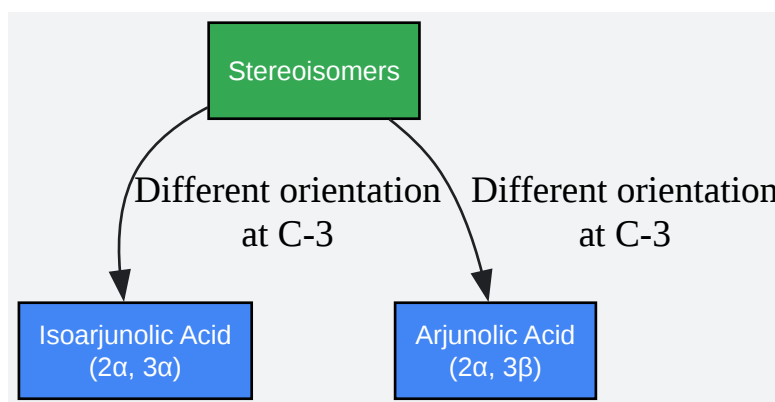 Stereoisomers
Different orientation
at C-3
Different orientation
at C-3
Isoarjunolic Acid
(2α, 3α)
Arjunolic Acid
(2α, 3β)